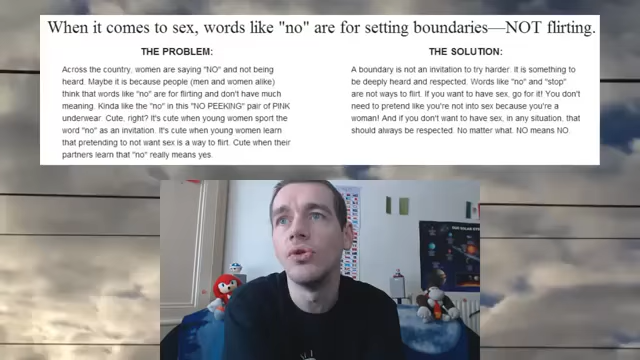 When it comes to sex, words like "no" are for setting boundaries—NOT flirting.
THE PROBLEM:
Across the country, women are saying "NO" and not being
heard. Maybe it is because people (men and women alike)
think that words like "no" are for flirting and don't have much
meaning. Kinda like the "no" in this "NO PEEKING" pair of PINK
underwear. Cute, right? It's cute when young women sport the
word "no" as an invitation. It's cute when young women learn
that pretending to not want sex is a way to flirt. Cute when their
partners learn that "no" really means yes.
THE SOLUTION:
A boundary is not an invitation to try harder. It is something to
be deeply heard and respected. Words like "no" and "stop"
are not ways to flirt. If you want to have sex, go for it! You don't
need to pretend like you're not into sex because you're a
woman! And if you don't want to have sex, in any situation, that
should always be respected. No matter what. NO means NO.